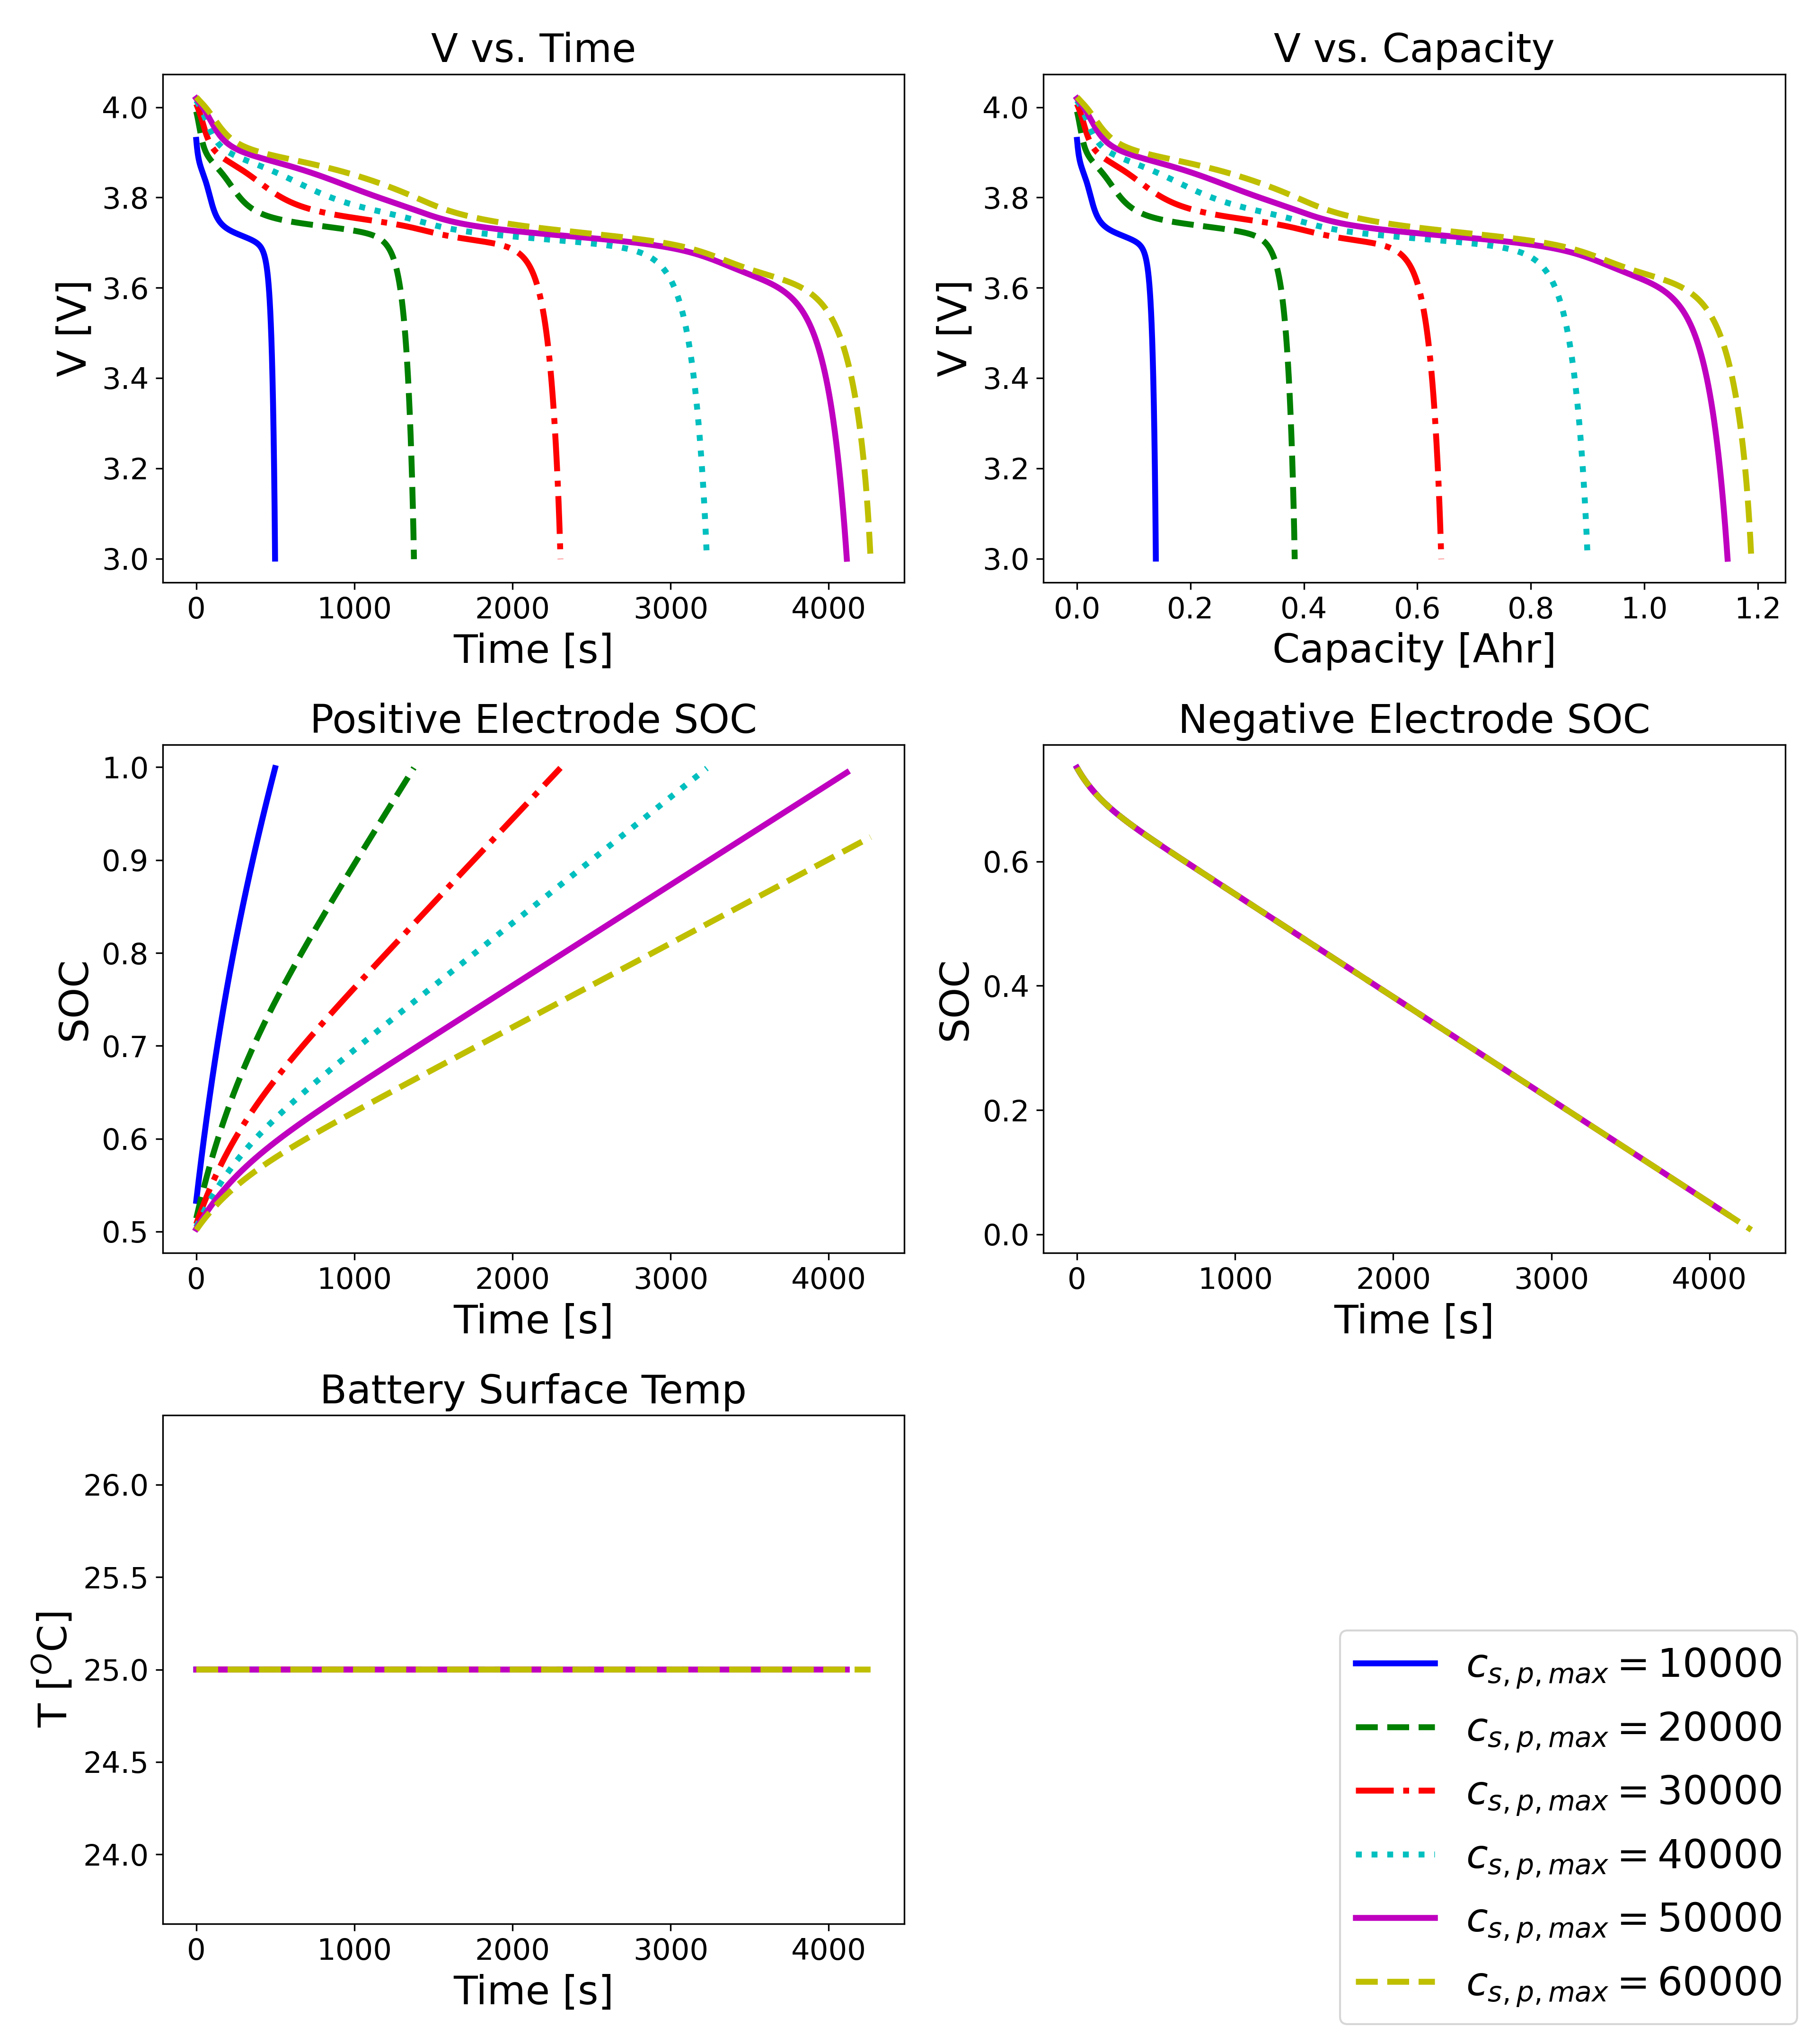 V vs. Time
V [V]
4.0
3.8
3.6
3.4
3.2
3.0
0 1000 2000 3000 4000
Time [s]
V vs. Capacity
V [V]
4.0
3.8
3.6
3.4
3.2
3.0
0.0 0.2 0.4 0.6 0.8 1.0 1.2
Capacity [Ahr]
Positive Electrode SOC
SOC
1.0
0.9
0.8
0.7
0.6
0.5
0 1000 2000 3000 4000
Time [s]
Negative Electrode SOC
SOC
0.6
0.4
0.2
0.0
0 1000 2000 3000 4000
Time [s]
Battery Surface Temp
T [°C]
26.0
25.5
25.0
24.5
24.0
0 1000 2000 3000 4000
Time [s]
c_{s,p,max} = 10000
c_{s,p,max} = 20000
c_{s,p,max} = 30000
c_{s,p,max} = 40000
c_{s,p,max} = 50000
c_{s,p,max} = 60000